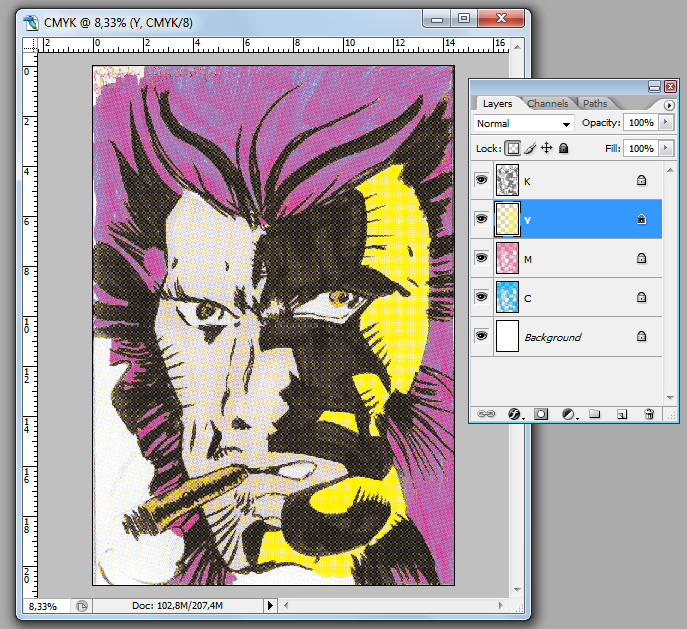 CMYK @ 8,33% (Y, CMYK/8)
2 0 2 4 6 8 10 12 14 16
0
2
4
6
8
10
12
14
16
18
20
8,33% Doc: 102,8M/207,4M
Layers Channels Paths
Normal Opacity: 100%
Lock: Fill: 100%
K
Y
M
C
Background